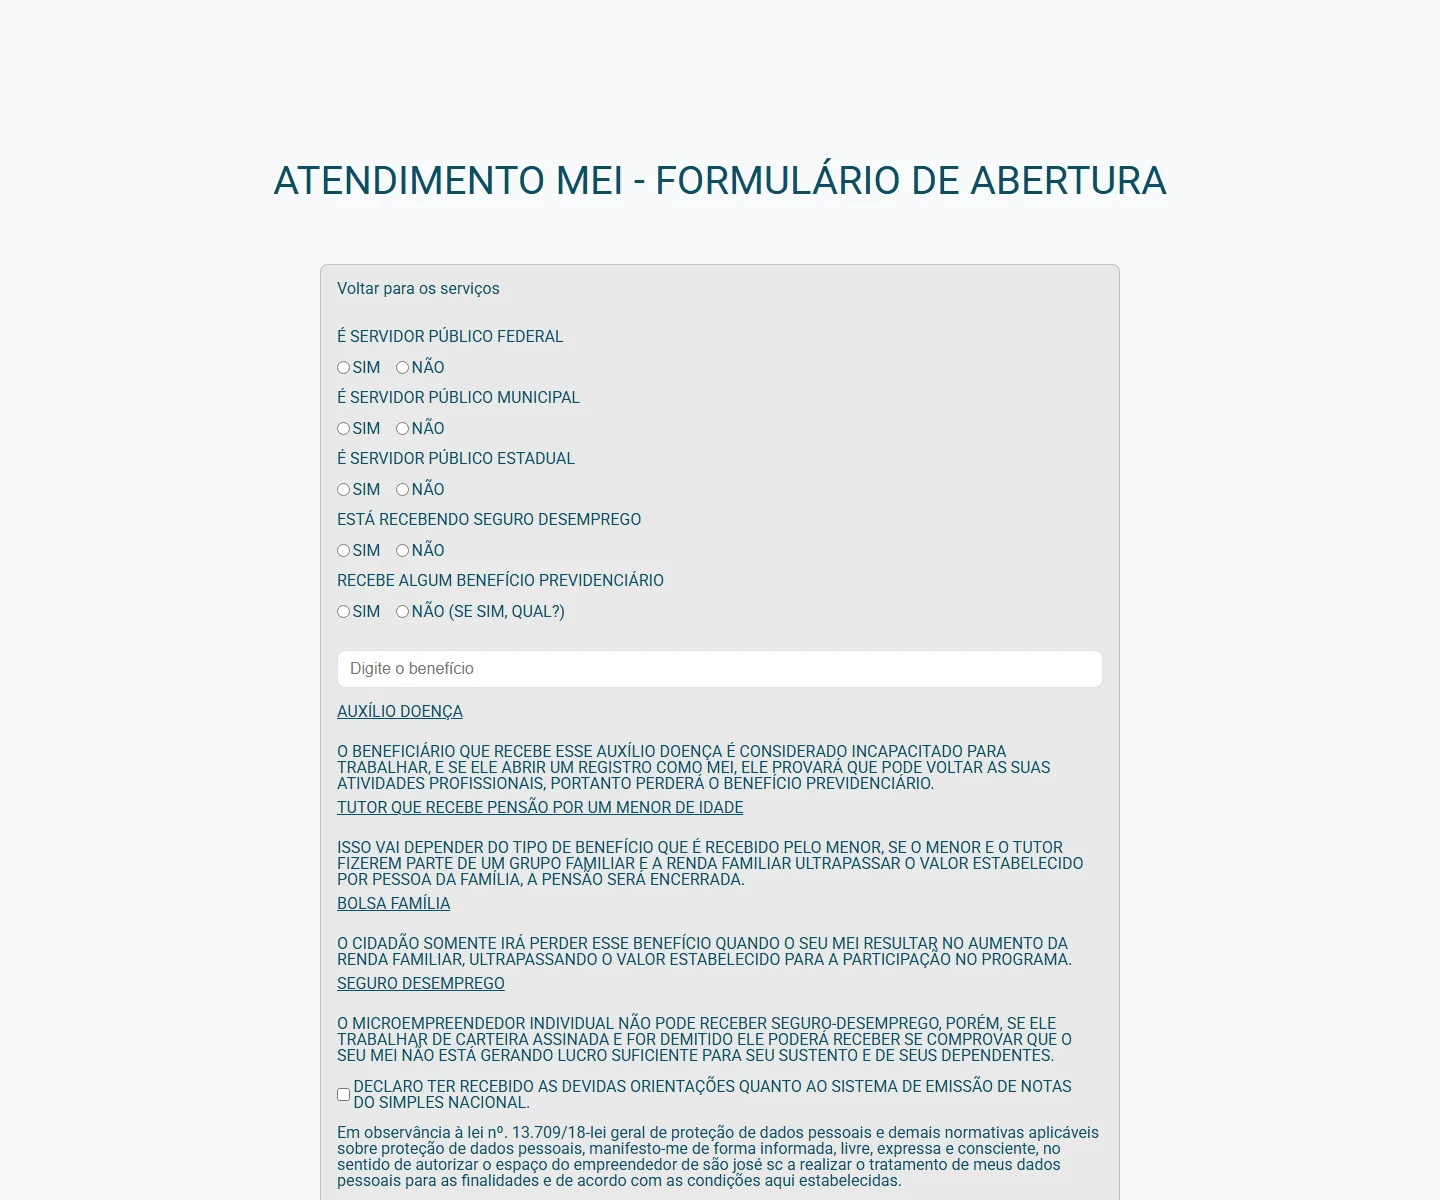 ATENDIMENTO MEI - FORMULÁRIO DE ABERTURA
Voltar para os serviços
É SERVIDOR PÚBLICO FEDERAL
SIM NÃO
É SERVIDOR PÚBLICO MUNICIPAL
SIM NÃO
É SERVIDOR PÚBLICO ESTADUAL
SIM NÃO
ESTÁ RECEBENDO SEGURO DESEMPREGO
SIM NÃO
RECEBE ALGUM BENEFÍCIO PREVIDENCIÁRIO
SIM NÃO (SE SIM, QUAL?)
Digite o benefício
AUXÍLIO DOENÇA
O BENEFICIÁRIO QUE RECEBE ESSE AUXÍLIO DOENÇA É CONSIDERADO INCAPACITADO PARA
TRABALHAR, E SE ELE ABRIR UM REGISTRO COMO MEI, ELE PROVARÁ QUE PODE VOLTAR AS SUAS
ATIVIDADES PROFISSIONAIS, PORTANTO PERDERÁ O BENEFÍCIO PREVIDENCIÁRIO.
TUTOR QUE RECEBE PENSÃO POR UM MENOR DE IDADE
ISSO VAI DEPENDER DO TIPO DE BENEFÍCIO QUE É RECEBIDO PELO MENOR, SE O MENOR E O TUTOR
FIZEREM PARTE DE UM GRUPO FAMILIAR E A RENDA FAMILIAR ULTRAPASSAR O VALOR ESTABELECIDO
POR PESSOA DA FAMÍLIA, A PENSÃO SERÁ ENCERRADA.
BOLSA FAMÍLIA
O CIDADÃO SOMENTE IRÁ PERDER ESSE BENEFÍCIO QUANDO O SEU MEI RESULTAR NO AUMENTO DA
RENDA FAMILIAR, ULTRAPASSANDO O VALOR ESTABELECIDO PARA A PARTICIPAÇÃO NO PROGRAMA.
SEGURO DESEMPREGO
O MICROEMPREENDEDOR INDIVIDUAL NÃO PODE RECEBER SEGURO-DESEMPREGO, PORÉM, SE ELE
TRABALHAR DE CARTEIRA ASSINADA E FOR DEMITIDO ELE PODERÁ RECEBER SE COMPROVAR QUE O
SEU MEI NÃO ESTÁ GERANDO LUCRO SUFICIENTE PARA SEU SUSTENTO E DE SEUS DEPENDENTES.
DECLARO TER RECEBIDO AS DEVIDAS ORIENTAÇÕES QUANTO AO SISTEMA DE EMISSÃO DE NOTAS
DO SIMPLES NACIONAL.
Em observância à lei nº. 13.709/18-lei geral de proteção de dados pessoais e demais normativas aplicáveis
sobre proteção de dados pessoais, manifesto-me de forma informada, livre, expressa e consciente, no
sentido de autorizar o espaço do empreendedor de são josé sc a realizar o tratamento de meus dados
pessoais para as finalidades e de acordo com as condições aqui estabelecidas.